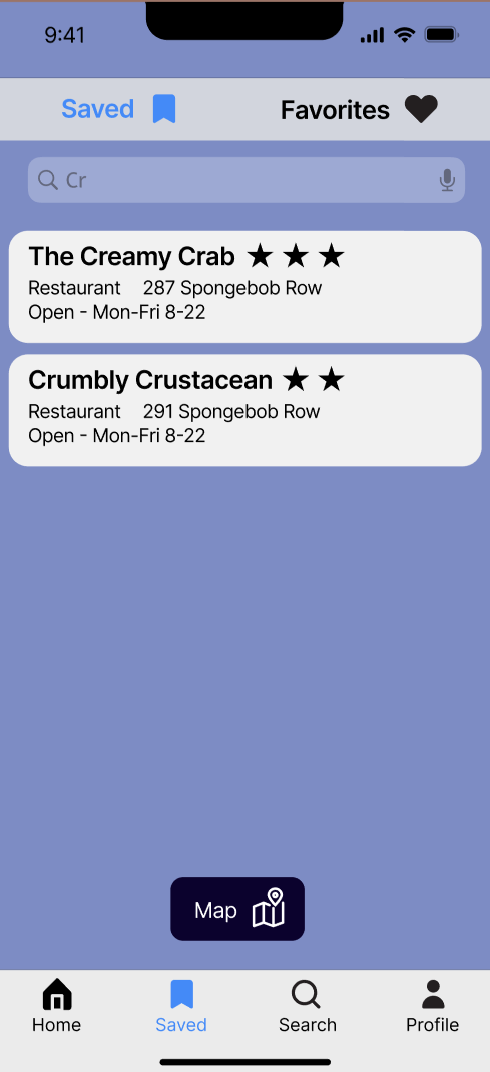 9:41
Saved Favorites
Cr
The Creamy Crab ★ ★ ★
Restaurant 287 Spongebob Row
Open - Mon-Fri 8-22
Crumbly Crustacean ★ ★
Restaurant 291 Spongebob Row
Open - Mon-Fri 8-22
Map
Home Saved Search Profile